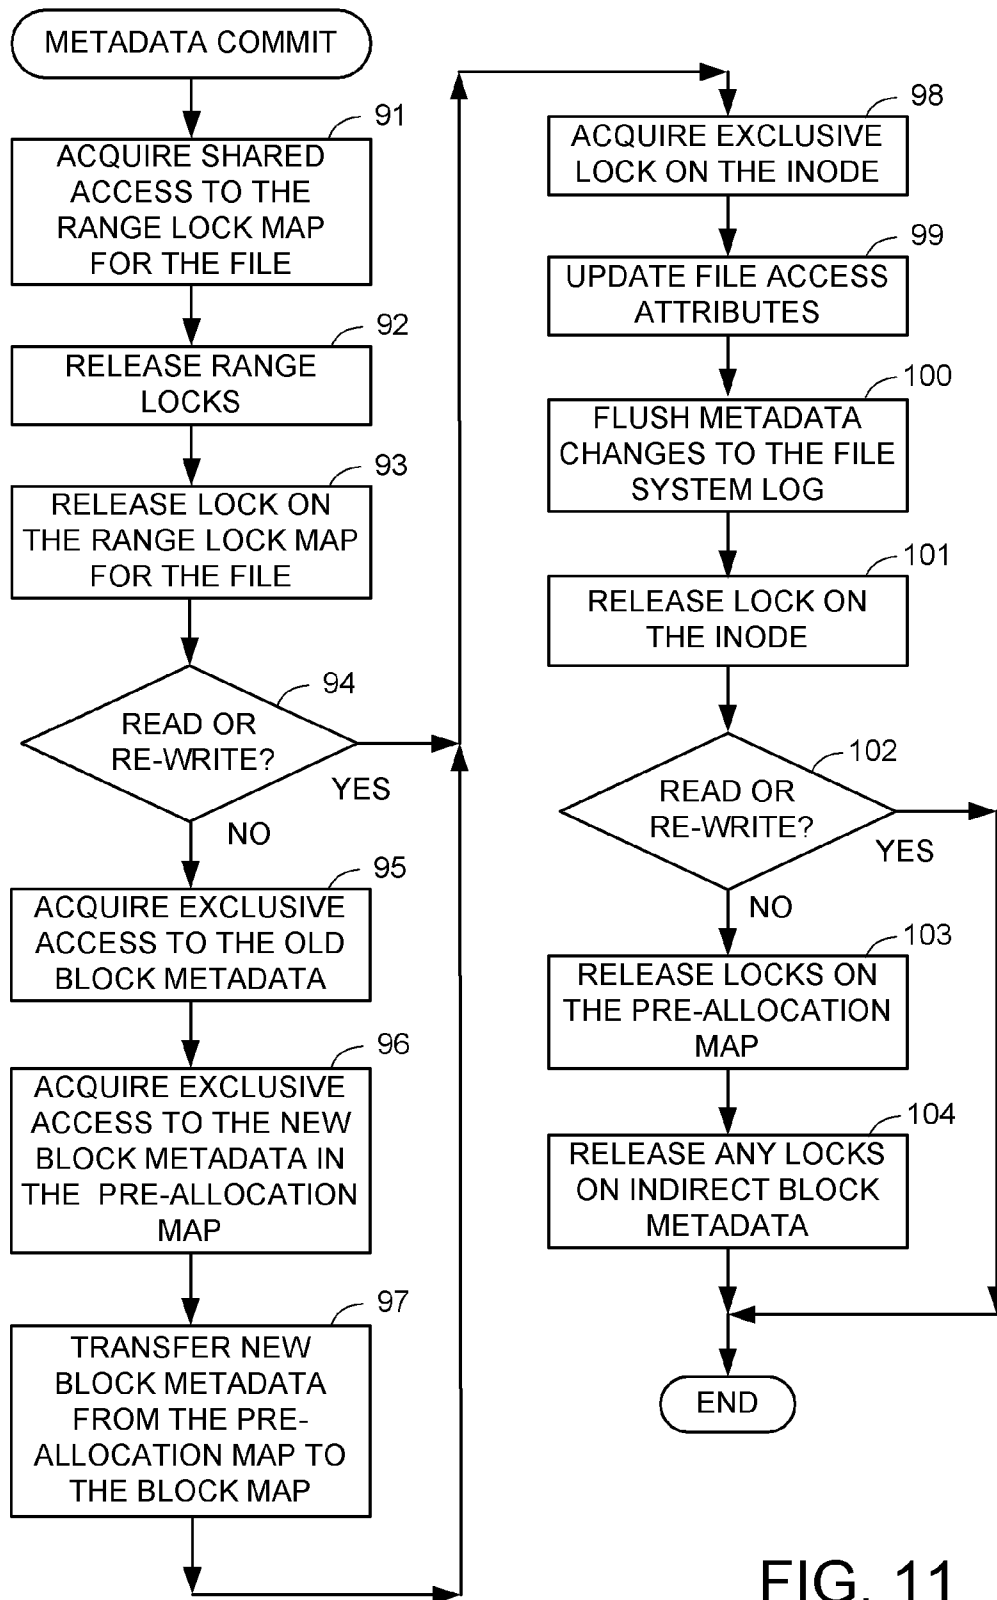 METADATA COMMIT
91
ACQUIRE SHARED
ACCESS TO THE
RANGE LOCK MAP
FOR THE FILE
92
RELEASE RANGE
LOCKS
93
RELEASE LOCK ON
THE RANGE LOCK MAP
FOR THE FILE
94
READ OR
RE-WRITE?
YES
NO
95
ACQUIRE EXCLUSIVE
ACCESS TO THE OLD
BLOCK METADATA
96
ACQUIRE EXCLUSIVE
ACCESS TO THE NEW
BLOCK METADATA IN
THE PRE-ALLOCATION
MAP
97
TRANSFER NEW
BLOCK METADATA
FROM THE PRE-
ALLOCATION MAP TO
THE BLOCK MAP
98
ACQUIRE EXCLUSIVE
LOCK ON THE INODE
99
UPDATE FILE ACCESS
ATTRIBUTES
100
FLUSH METADATA
CHANGES TO THE FILE
SYSTEM LOG
101
RELEASE LOCK ON
THE INODE
102
READ OR
RE-WRITE?
YES
NO
103
RELEASE LOCKS ON
THE PRE-ALLOCATION
MAP
104
RELEASE ANY LOCKS
ON INDIRECT BLOCK
METADATA
END
FIG. 11